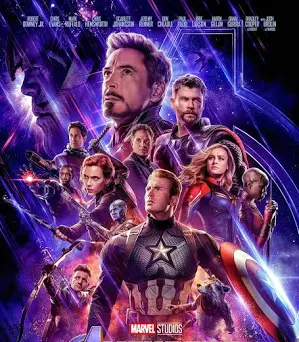 ROBERT CHRIS MARK CHRIS SCARLETT JEREMY DON PAUL BRIE KAREN DANAI BRADLEY WITH JOSH
DOWNEY JR. EVANS RUFFALO HEMSWORTH JOHANSSON RENNER CHEADLE RUDD LARSON GILLAN GURIRA COOPER BROLIN
MARVEL STUDIOS